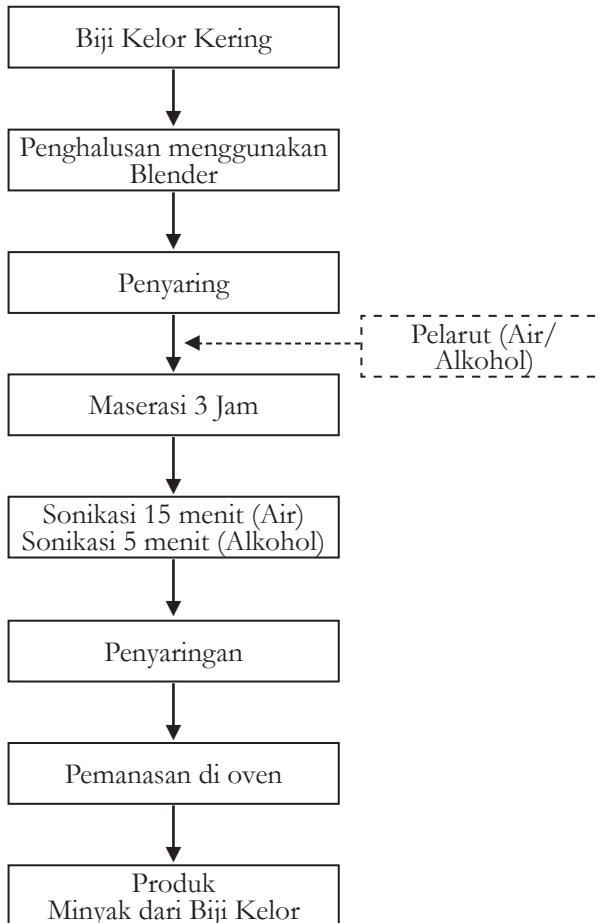 Biji Kelor Kering
Penghalusan menggunakan
Blender
Penyaring
Pelarut (Air/
Alkohol)
Maserasi 3 Jam
Sonikasi 15 menit (Air)
Sonikasi 5 menit (Alkohol)
Penyaringan
Pemanasan di oven
Produk
Minyak dari Biji Kelor